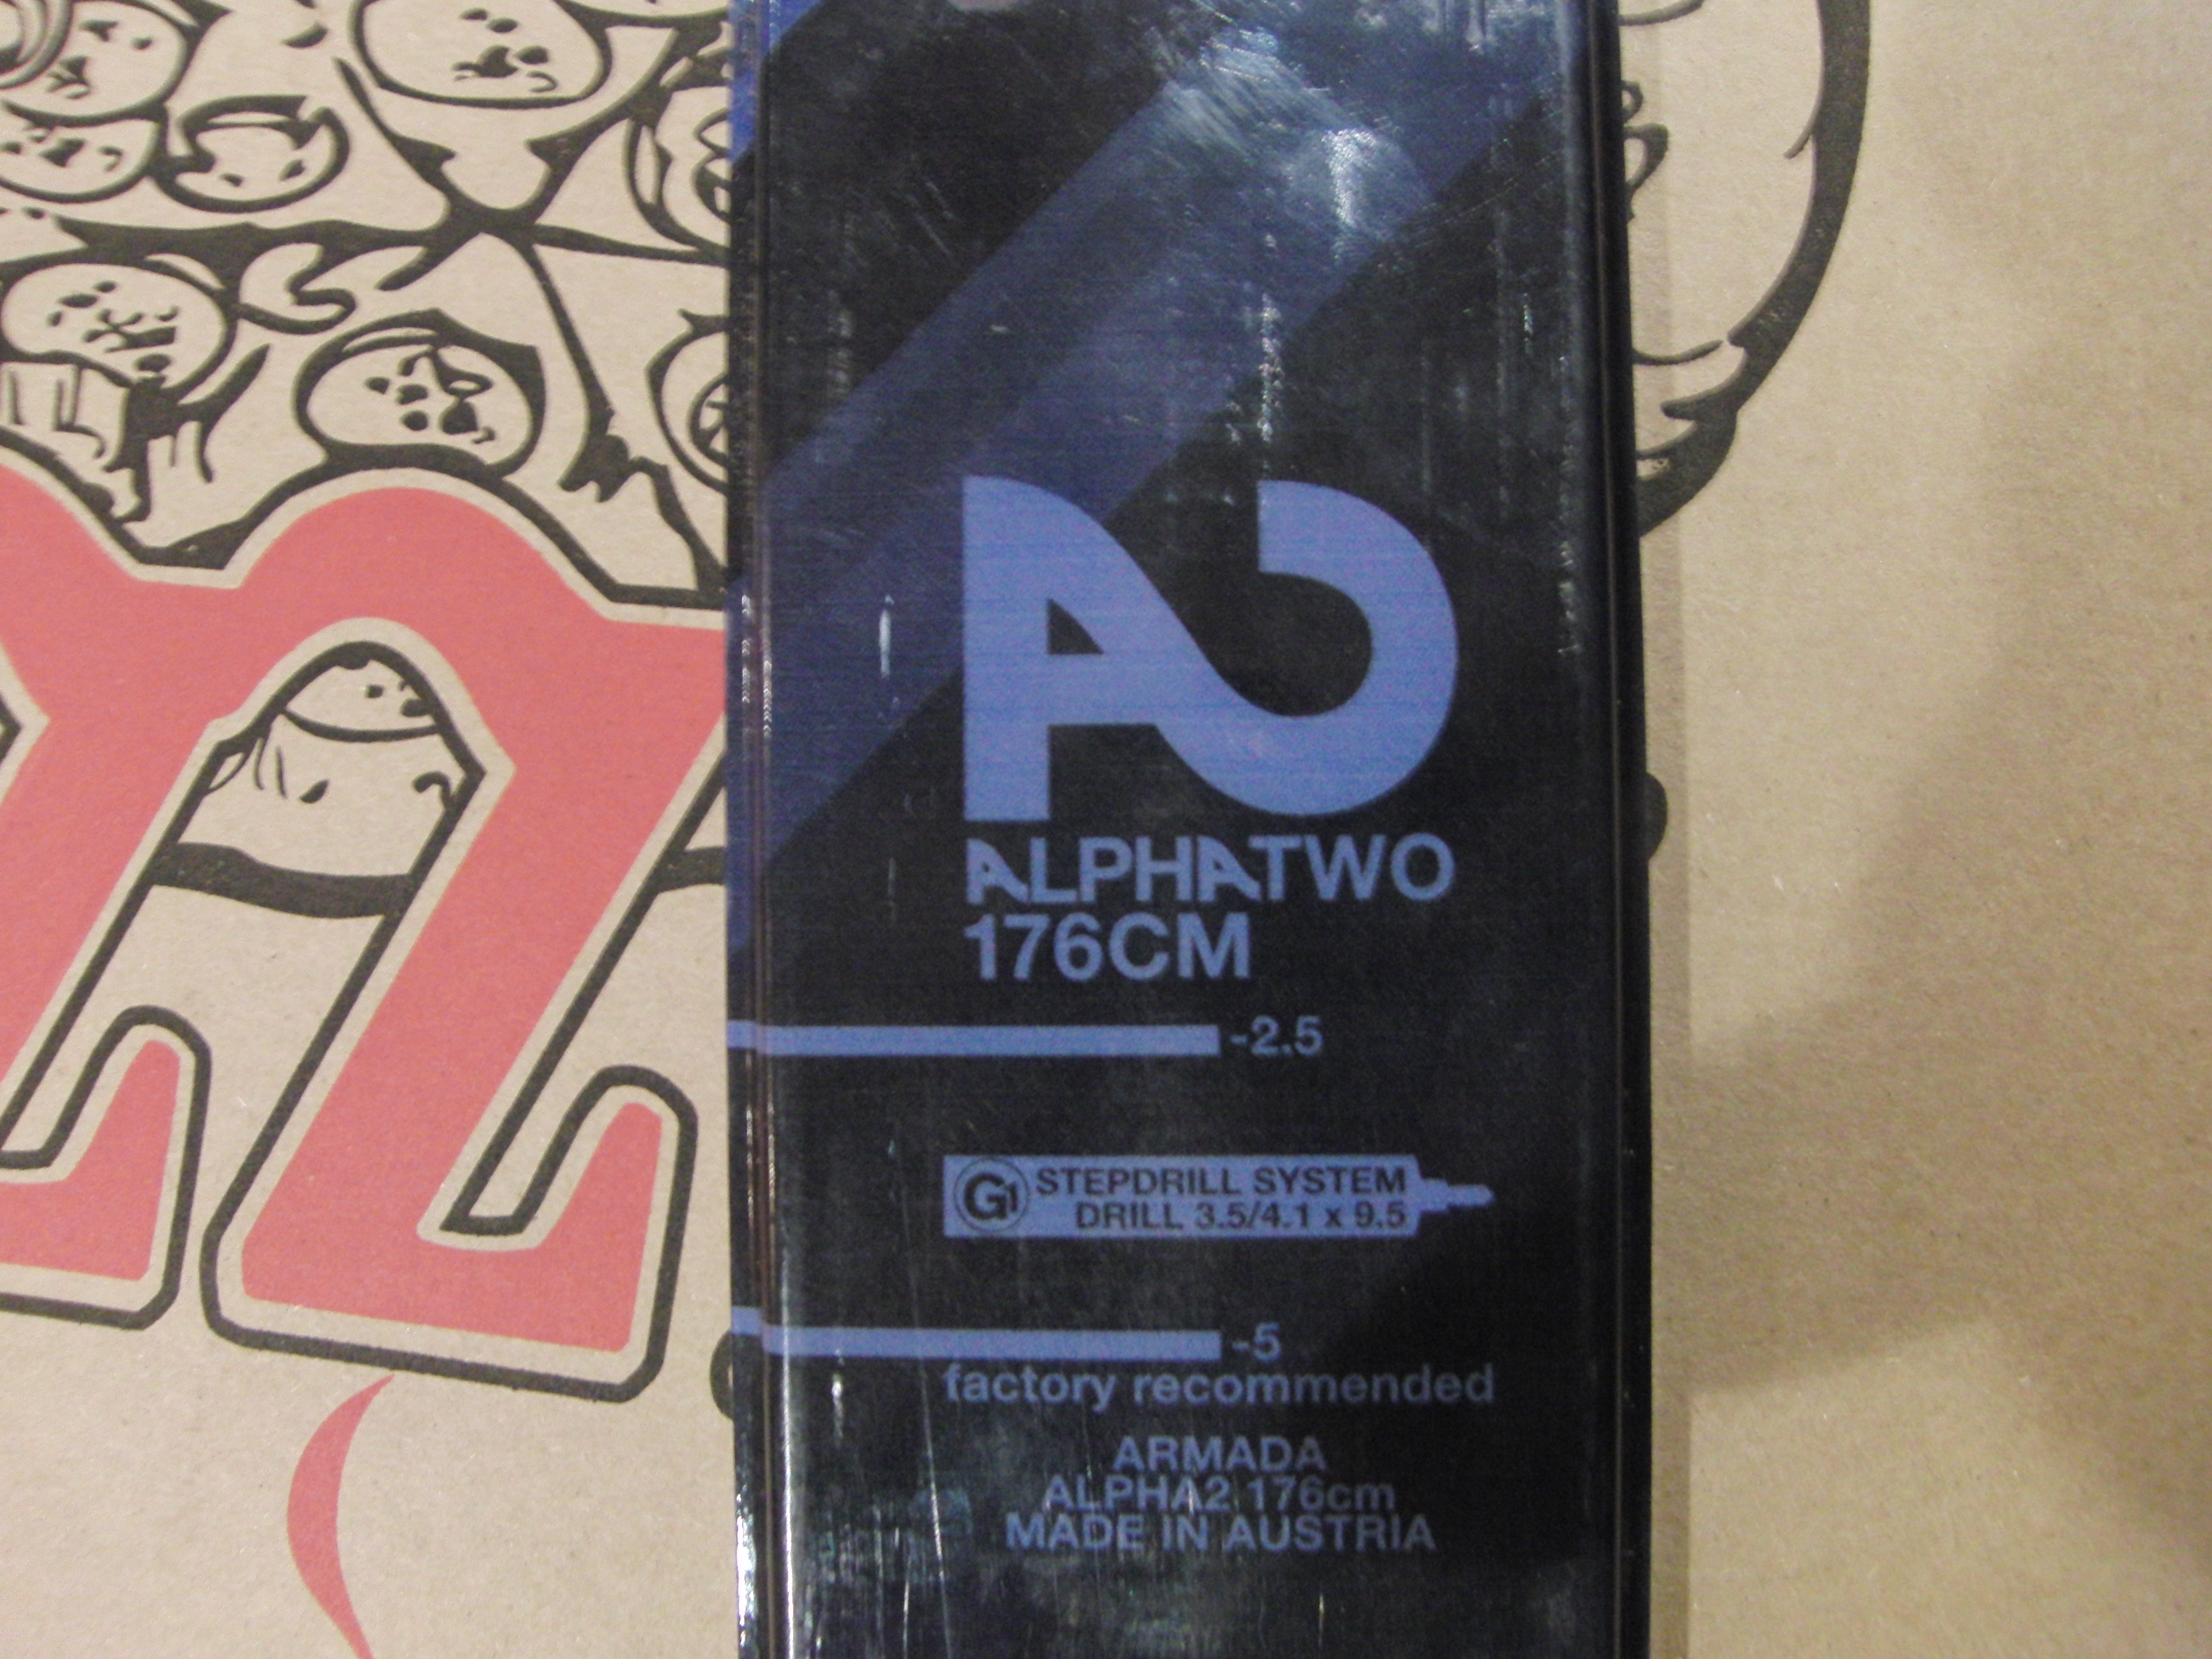 ALPHATWO
176CM
-2.5
G1 STEPDRILL SYSTEM
DRILL 3.5/4.1 x 9.5
-5
factory recommended
ARMADA
ALPHA2 176cm
MADE IN AUSTRIA